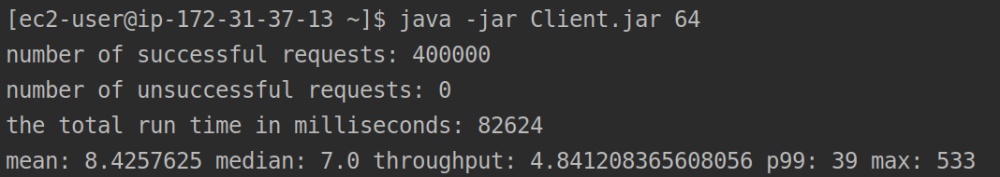 [ec2-user@ip-172-31-37-13 ~]$ java -jar Client.jar 64
number of successful requests: 400000
number of unsuccessful requests: 0
the total run time in milliseconds: 82624
mean: 8.4257625 median: 7.0 throughput: 4.841208365608056 p99: 39 max: 533